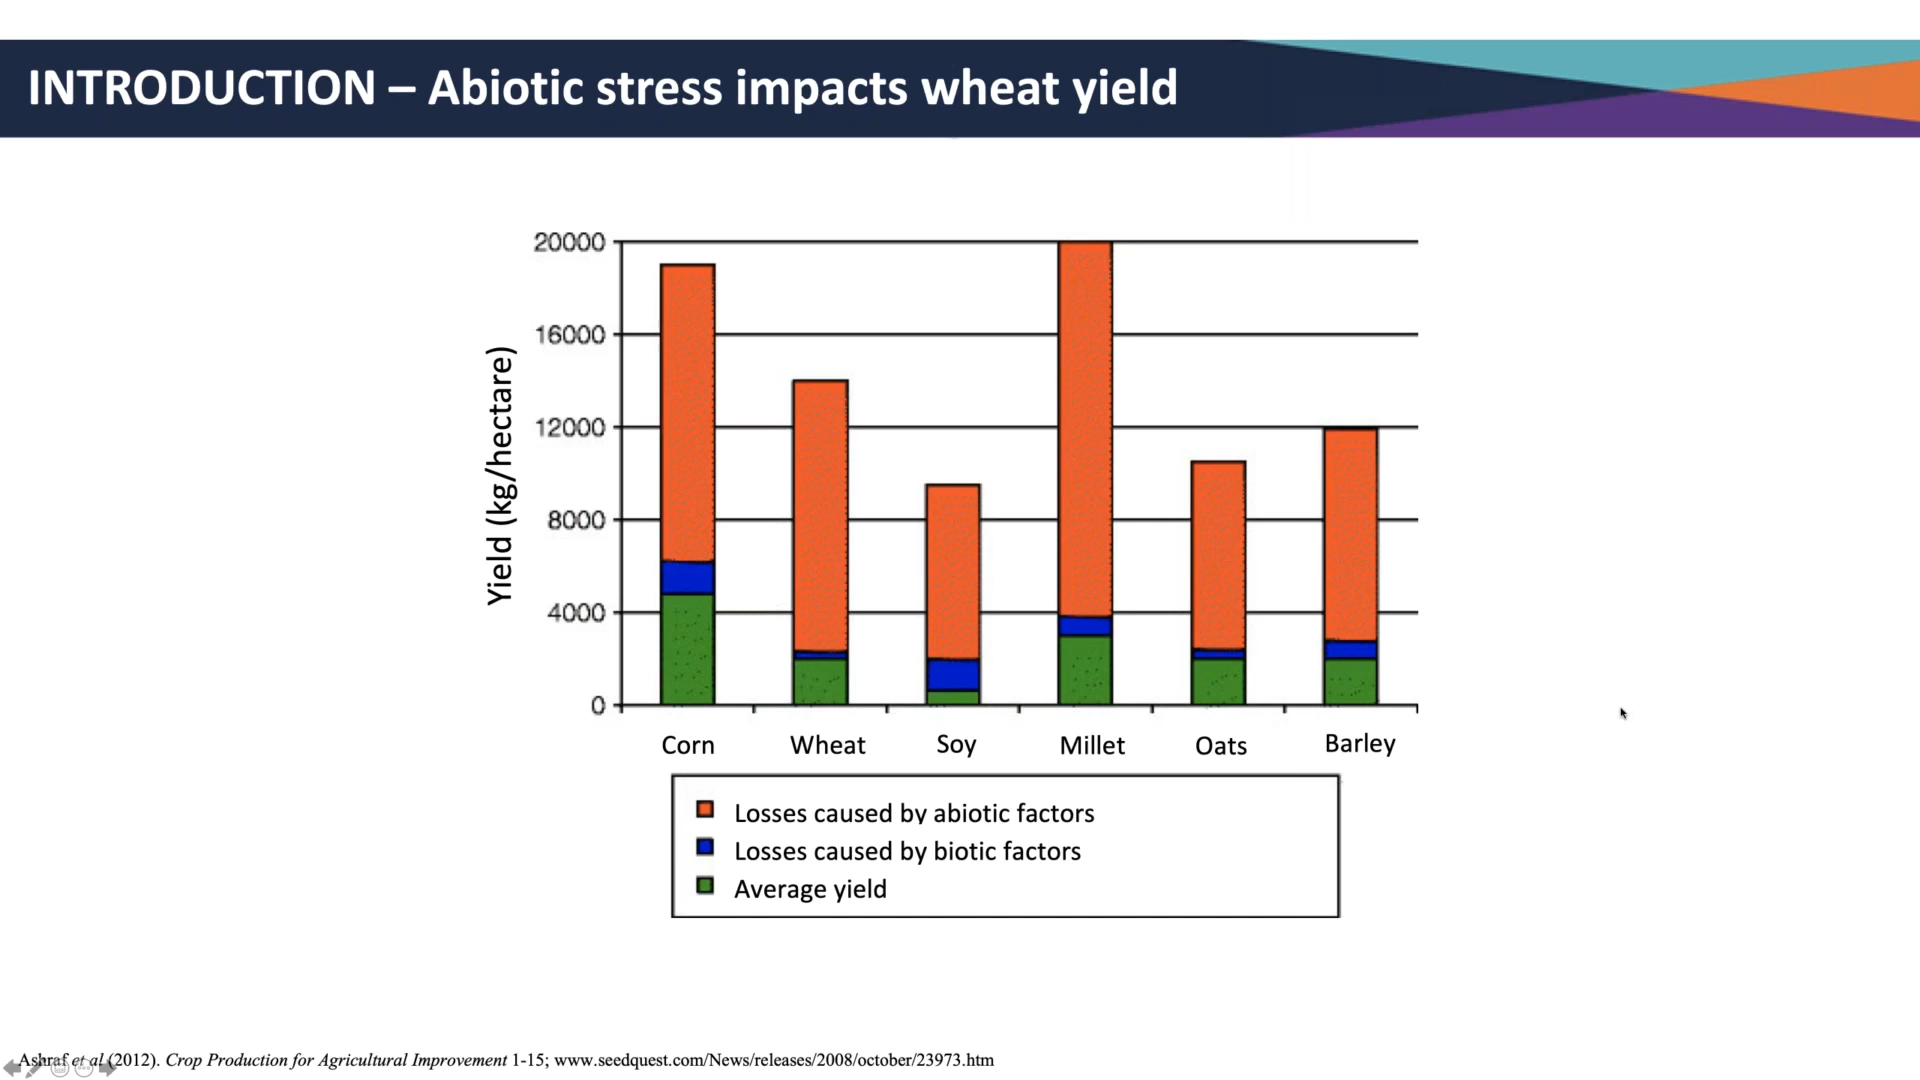 INTRODUCTION – Abiotic stress impacts wheat yield
Yield (kg/hectare)
20000
16000
12000
8000
4000
0
Corn Wheat Soy Millet Oats Barley
Losses caused by abiotic factors
Losses caused by biotic factors
Average yield
Ashraf et al (2012). Crop Production for Agricultural Improvement 1-15; www.seedquest.com/News/releases/2008/october/23973.htm